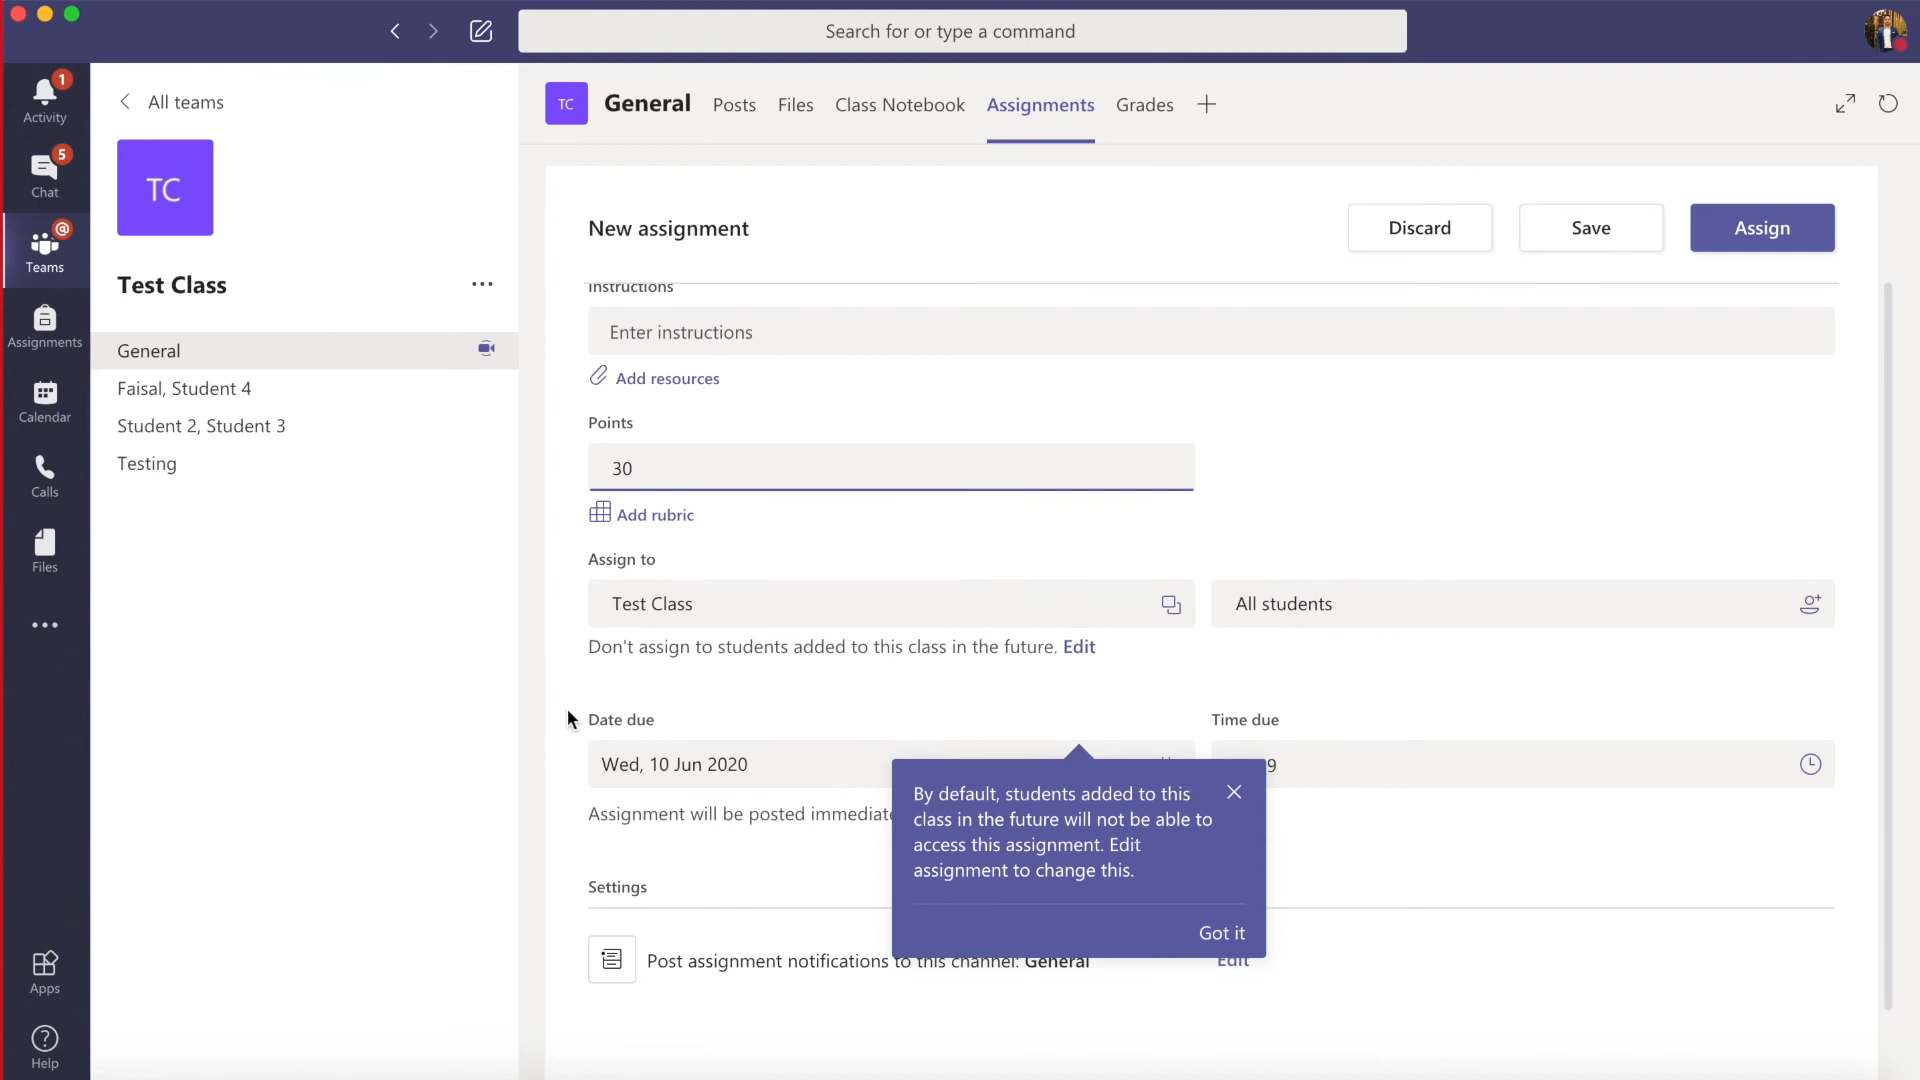 Search for or type a command
1
Activity
5
Chat
@
Teams
Assignments
Calendar
Calls
Files
Apps
Help
All teams
TC
Test Class
General
Faisal, Student 4
Student 2, Student 3
Testing
TC
General
Posts
Files
Class Notebook
Assignments
Grades
New assignment
Discard
Save
Assign
Instructions
Enter instructions
Add resources
Points
30
Add rubric
Assign to
Test Class
All students
Don't assign to students added to this class in the future. Edit
Date due
Time due
Wed, 10 Jun 2020
9
Assignment will be posted
By default, students added to this
class in the future will not be able to
access this assignment. Edit
assignment to change this.
Got it
Settings
Post assignment notifications to this channel: General
Edit